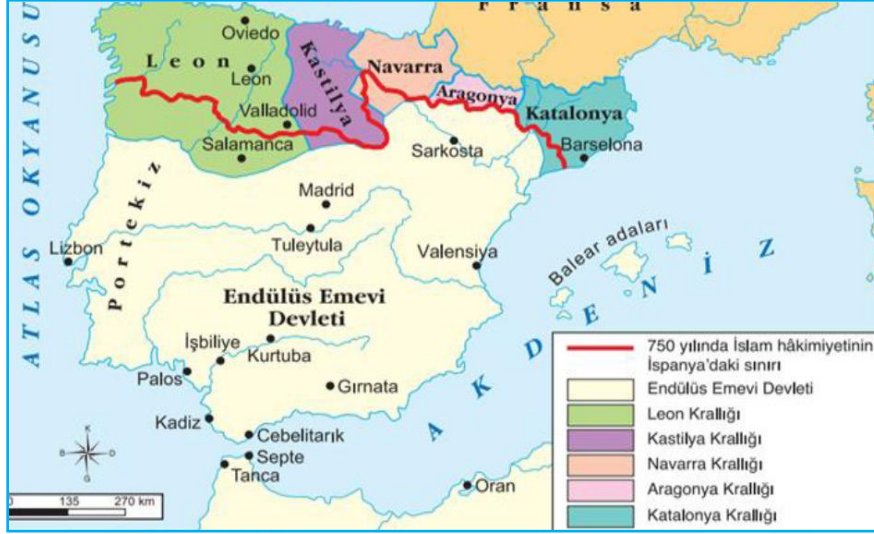 Fransa
Oviedo
Leon
Leon
Kastilya
Navarra
Aragonya
Katalonya
Valladolid
Salamanca
Sarkosta
Barselona
ATLAS OKYANUSU
Portekiz
Madrid
Tuleytula
Lizbon
Valensiya
Balear adaları
AKDENİZ
Endülüs Emevi
Devleti
İşbiliye
Kurtuba
Palos
Gırnata
Kadiz
Cebelitarık
Septe
Tanca
Oran
K
B
D
G
0 135 270 km
750 yılında İslam hâkimiyetinin
İspanya'daki sınırı
Endülüs Emevi Devleti
Leon Krallığı
Kastilya Krallığı
Navarra Krallığı
Aragonya Krallığı
Katalonya Krallığı